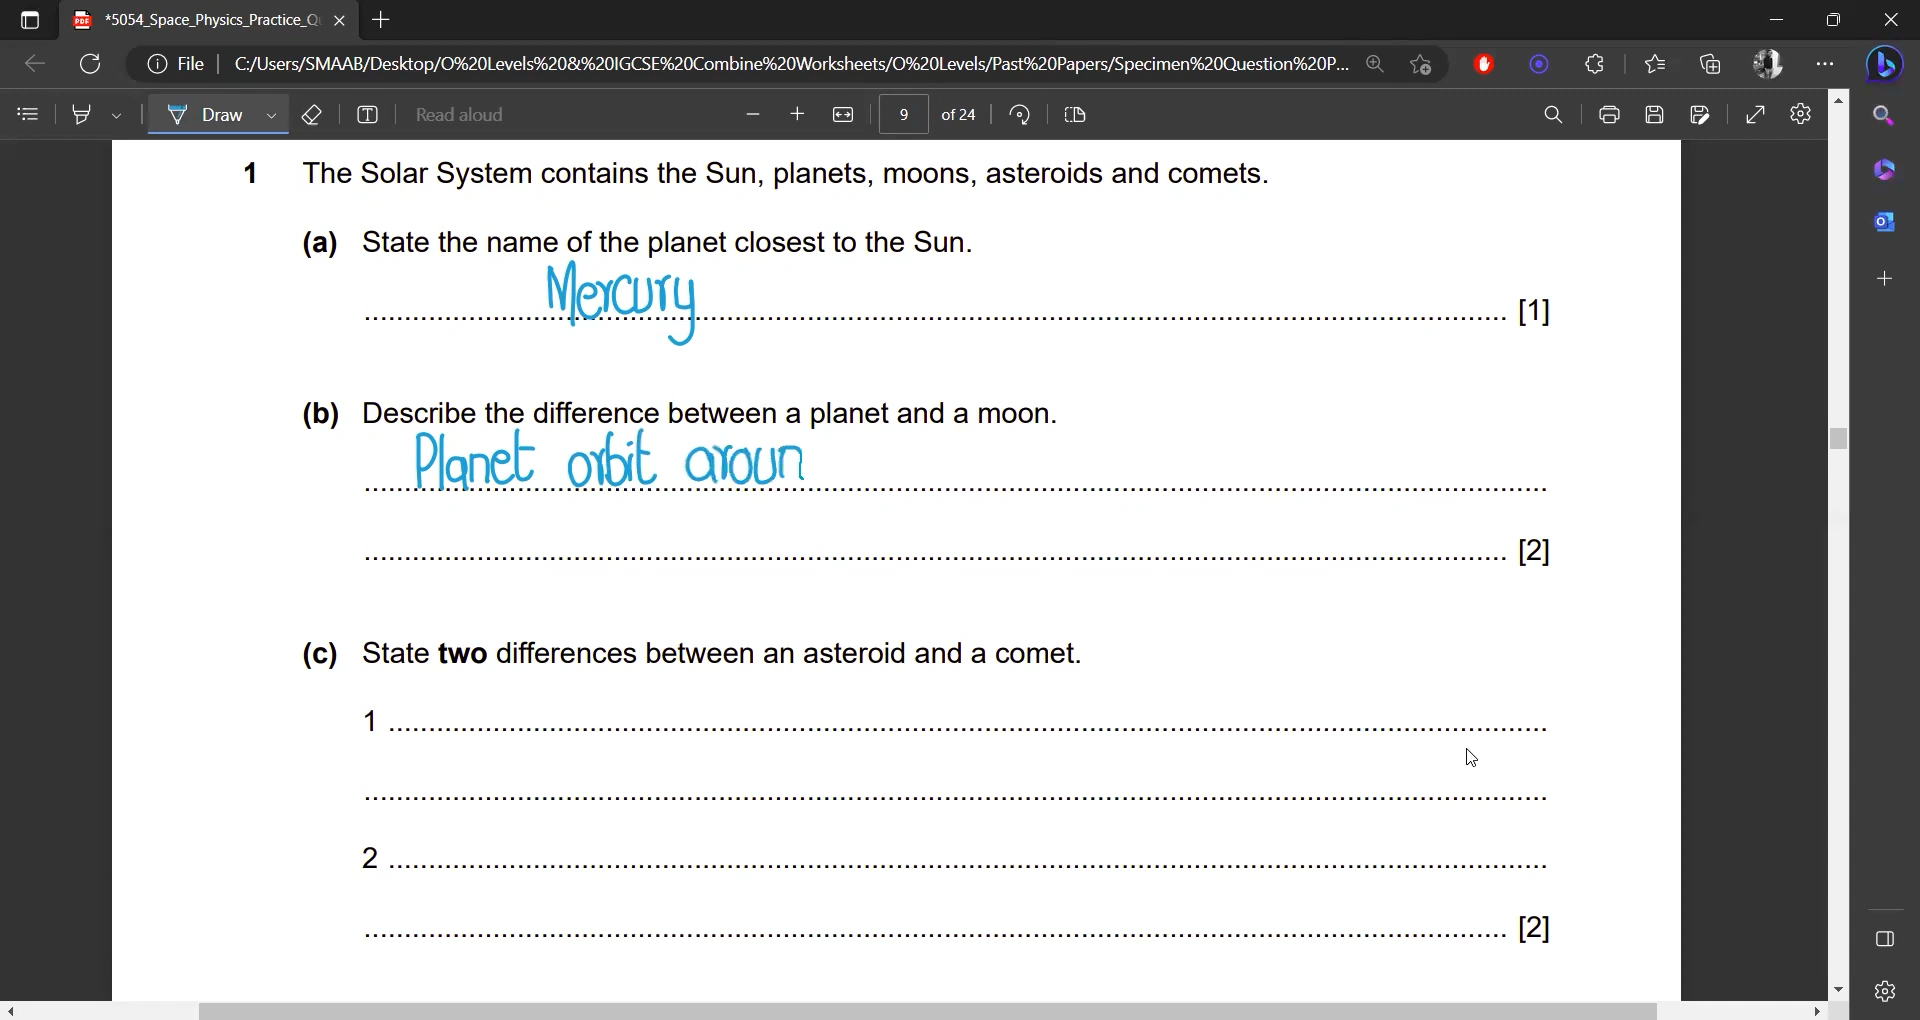 *5054_Space_Physics_Practice_Qu
File
C:/Users/SMAAB/Desktop/O%20Levels%20&%20IGCSE%20Combine%20Worksheets/O%20Levels/Past%20Papers/Specimen%20Question%20P...
Draw
Read aloud
9 of 24
1 The Solar System contains the Sun, planets, moons, asteroids and comets.
(a) State the name of the planet closest to the Sun.
Mercury
[1]
(b) Describe the difference between a planet and a moon.
Planet orbit aroun
[2]
(c) State two differences between an asteroid and a comet.
1
2
[2]